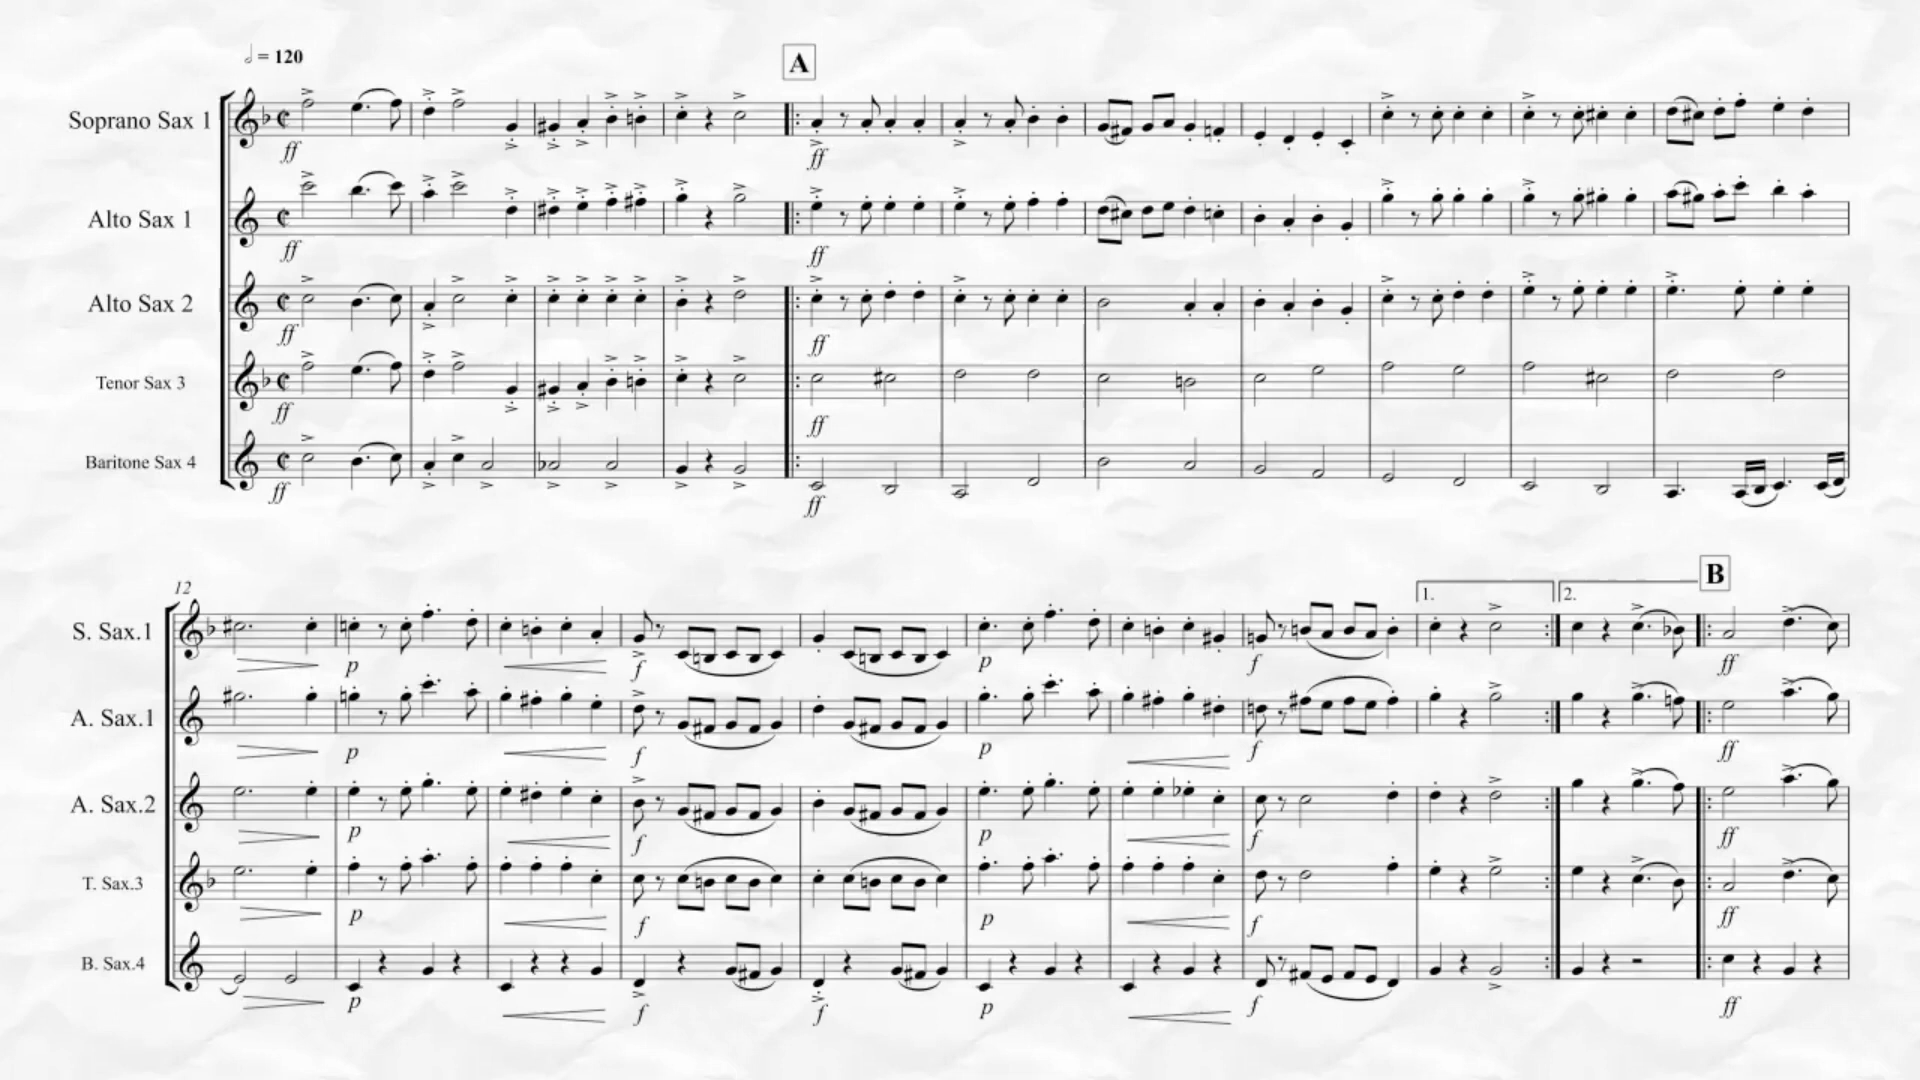 = 120
A
Soprano Sax 1
ff
ff
Alto Sax 1
ff
ff
Alto Sax 2
ff
ff
Tenor Sax 3
ff
ff
Baritone Sax 4
ff
ff
12
1.
2.
B
S. Sax.1
p
f
p
f
ff
A. Sax.1
p
f
p
f
ff
A. Sax.2
p
f
p
f
ff
T. Sax.3
p
f
p
f
ff
B. Sax.4
p
f
f
p
f
ff